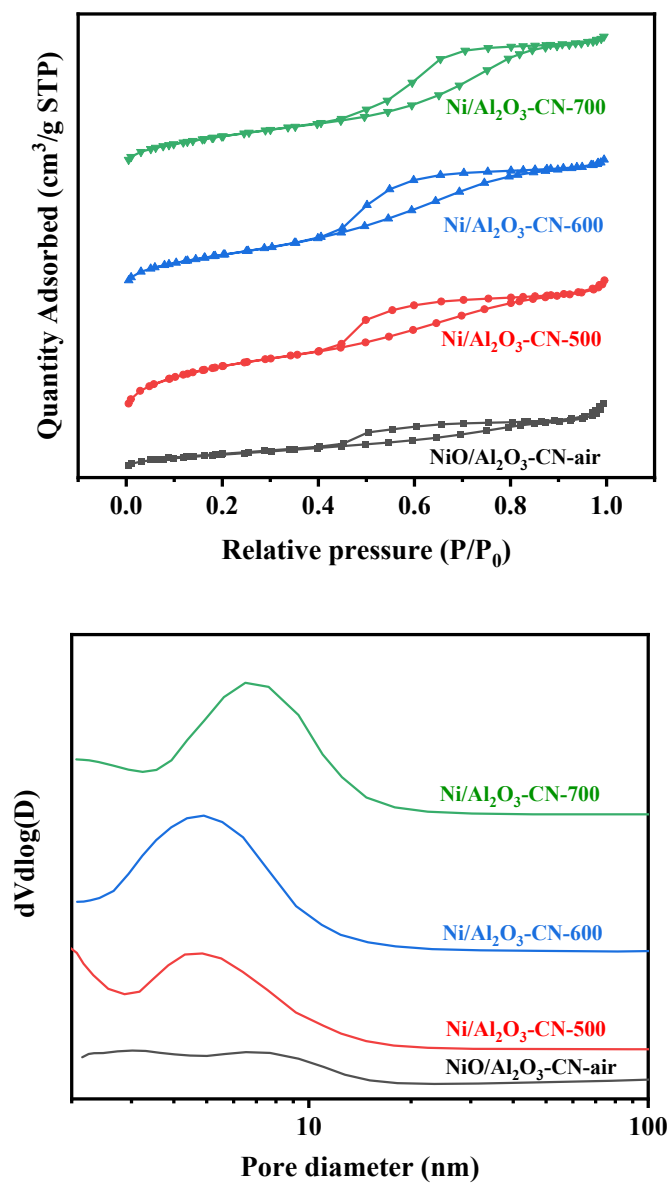 Quantity Adsorbed (cm³/g STP)
Ni/Al₂O₃-CN-700
Ni/Al₂O₃-CN-600
Ni/Al₂O₃-CN-500
NiO/Al₂O₃-CN-air
0.0 0.2 0.4 0.6 0.8 1.0
Relative pressure (P/P₀)
dVdlog(D)
Ni/Al₂O₃-CN-700
Ni/Al₂O₃-CN-600
Ni/Al₂O₃-CN-500
NiO/Al₂O₃-CN-air
10 100
Pore diameter (nm)